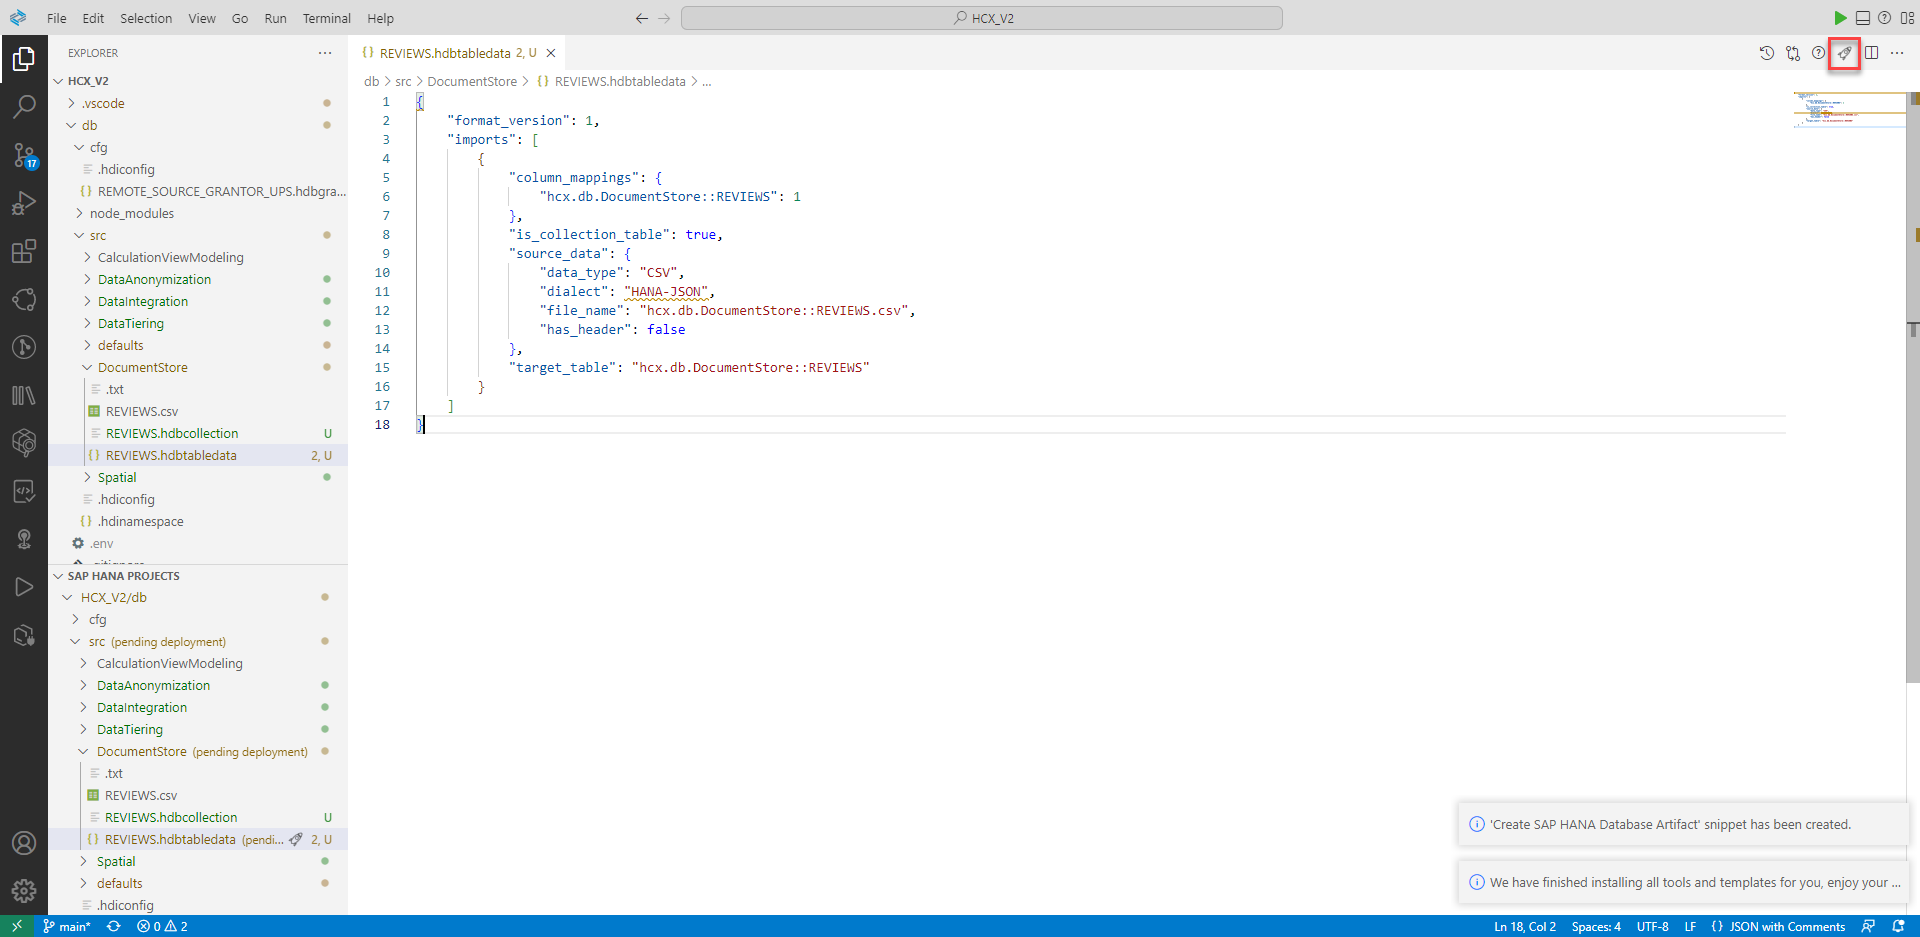 File Edit Selection View Go Run Terminal Help
HCX_V2
EXPLORER
HCX_V2
.vscode
db
cfg
.hdiconfig
REMOTE_SOURCE_GRANTOR_UPS.hdbgra...
node_modules
src
CalculationViewModeling
DataAnonymization
DataIntegration
DataTiering
defaults
DocumentStore
.txt
REVIEWS.csv
REVIEWS.hdbcollection U
REVIEWS.hdbtabledata 2, U
Spatial
.hdiconfig
.hdinamespace
.env
17
SAP HANA PROJECTS
HCX_V2/db
cfg
src (pending deployment)
CalculationViewModeling
DataAnonymization
DataIntegration
DataTiering
DocumentStore (pending deployment)
.txt
REVIEWS.csv
REVIEWS.hdbcollection U
REVIEWS.hdbtabledata (pendi... 2, U
Spatial
defaults
.hdiconfig
{} REVIEWS.hdbtabledata 2, U
db > src > DocumentStore > {} REVIEWS.hdbtabledata > ...
1 {
2 "format_version": 1,
3 "imports": [
4 {
5 "column_mappings": {
6 "hcx.db.DocumentStore::REVIEWS": 1
7 },
8 "is_collection_table": true,
9 "source_data": {
10 "data_type": "CSV",
11 "dialect": "HANA-JSON",
12 "file_name": "hcx.db.DocumentStore::REVIEWS.csv",
13 "has_header": false
14 },
15 "target_table": "hcx.db.DocumentStore::REVIEWS"
16 }
17 ]
18 }
'Create SAP HANA Database Artifact' snippet has been created.
We have finished installing all tools and templates for you, enjoy your ...
main* 0 2
Ln 18, Col 2 Spaces: 4 UTF-8 LF {} JSON with Comments